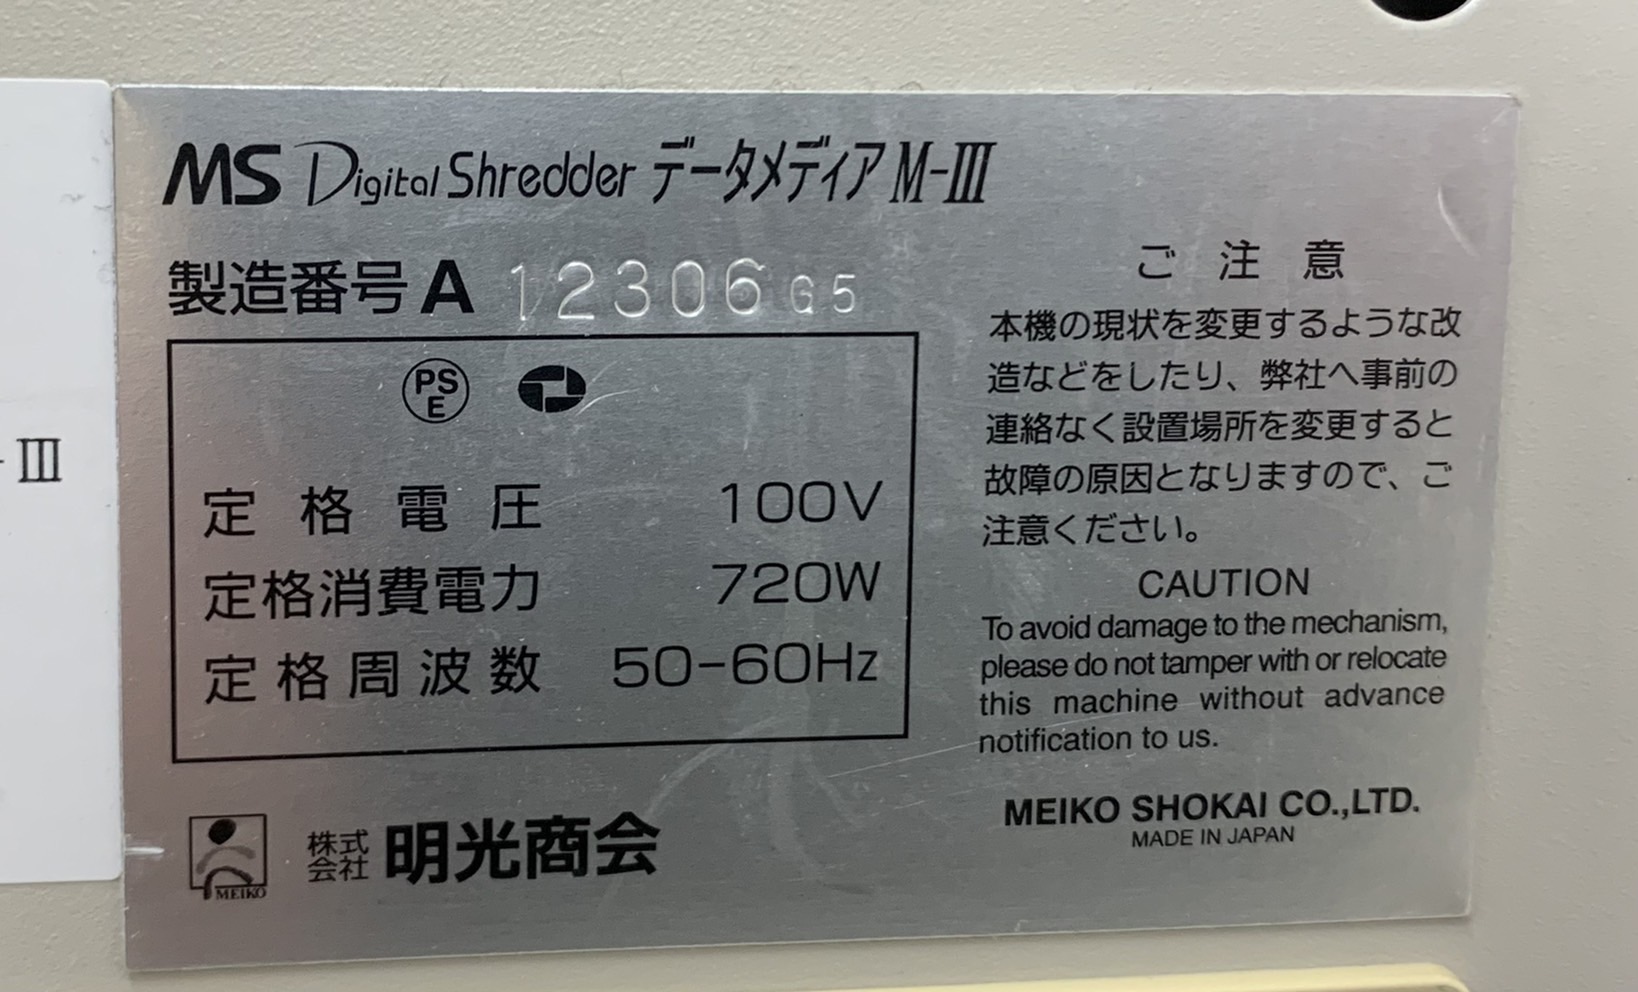 MS Digital Shredder データメディア M-III
製造番号 A 12306G5
PS
E
定格電圧 100V
定格消費電力 720W
定格周波数 50-60Hz
ご注意
本機の現状を変更するような改
造などをしたり、弊社へ事前の
連絡なく設置場所を変更すると
故障の原因となりますので、ご
注意ください。
CAUTION
To avoid damage to the mechanism,
please do not tamper with or relocate
this machine without advance
notification to us.
MEIKO
株式
会社
明光商会
MEIKO SHOKAI CO.,LTD.
MADE IN JAPAN
-III